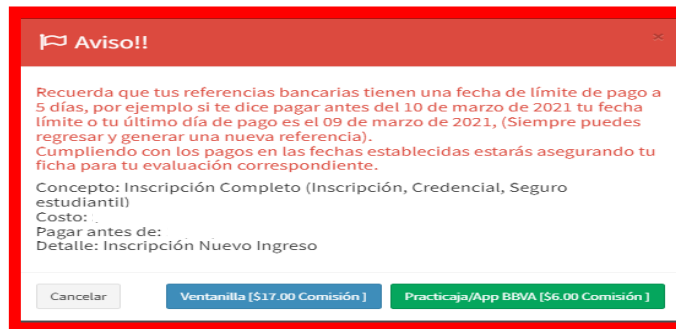 Aviso!!
×
Recuerda que tus referencias bancarias tienen una fecha de límite de pago a
5 días, por ejemplo si te dice pagar antes del 10 de marzo de 2021 tu fecha
límite o tu último día de pago es el 09 de marzo de 2021, (Siempre puedes
regresar y generar una nueva referencia).
Cumpliendo con los pagos en las fechas establecidas estarás asegurando tu
ficha para tu evaluación correspondiente.
Concepto: Inscripción Completo (Inscripción, Credencial, Seguro
estudiantil)
Costo:
Pagar antes de:
Detalle: Inscripción Nuevo Ingreso
Cancelar
Ventanilla [$17.00 Comisión ]
Practicaja/App BBVA [$6.00 Comisión ]